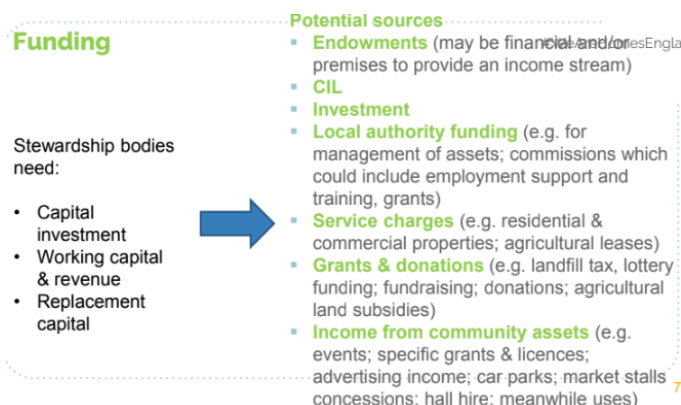 Funding
Stewardship bodies
need:
• Capital
investment
• Working capital
& revenue
• Replacement
capital
Potential sources
▪ Endowments (may be financial and/or
premises to provide an income stream)
▪ CIL
▪ Investment
▪ Local authority funding (e.g. for
management of assets; commissions which
could include employment support and
training, grants)
▪ Service charges (e.g. residential &
commercial properties; agricultural leases)
▪ Grants & donations (e.g. landfill tax, lottery
funding; fundraising; donations; agricultural
land subsidies)
▪ Income from community assets (e.g.
events; specific grants & licences;
advertising income; car parks; market stalls
concessions; hall hire; meanwhile uses)
7